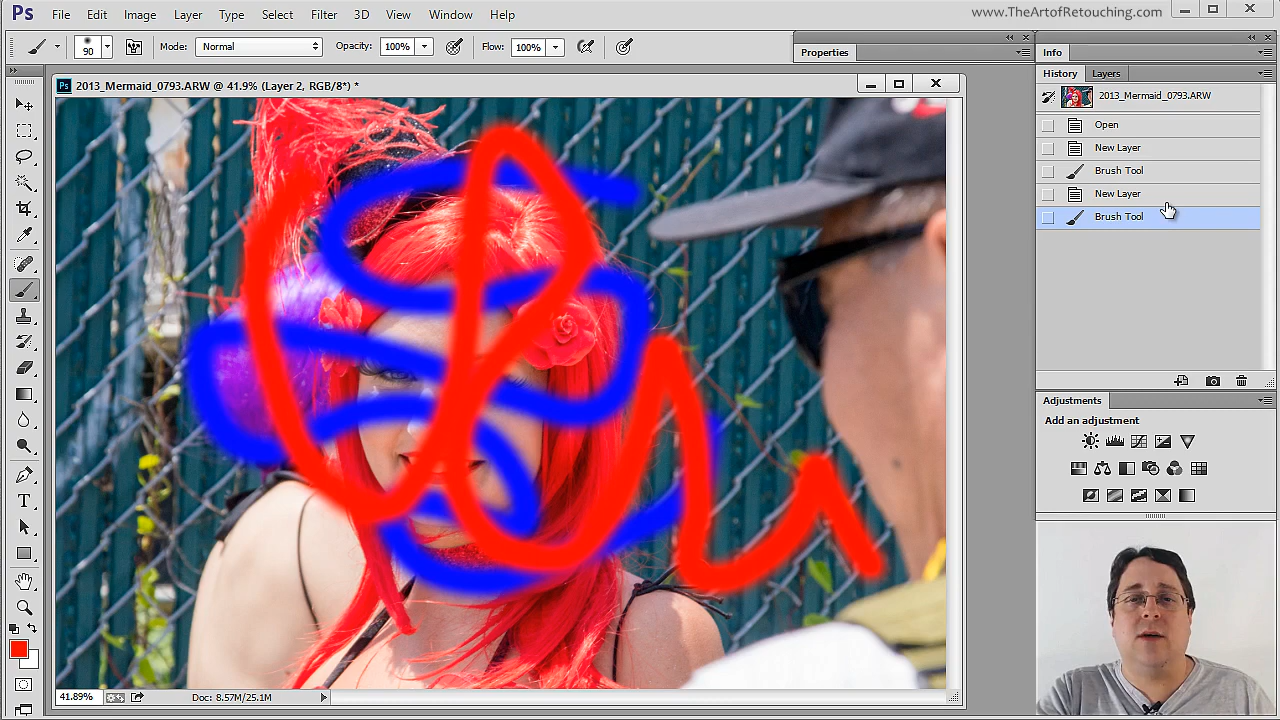 Ps File Edit Image Layer Type Select Filter 3D View Window Help
www.TheArtofRetouching.com
90 Mode: Normal Opacity: 100% Flow: 100%
Properties
Info
2013_Mermaid_0793.ARW @ 41.9% (Layer 2, RGB/8*) *
History Layers
2013_Mermaid_0793.ARW
Open
New Layer
Brush Tool
New Layer
Brush Tool
Adjustments
Add an adjustment
41.89% Doc: 8.57M/25.1M